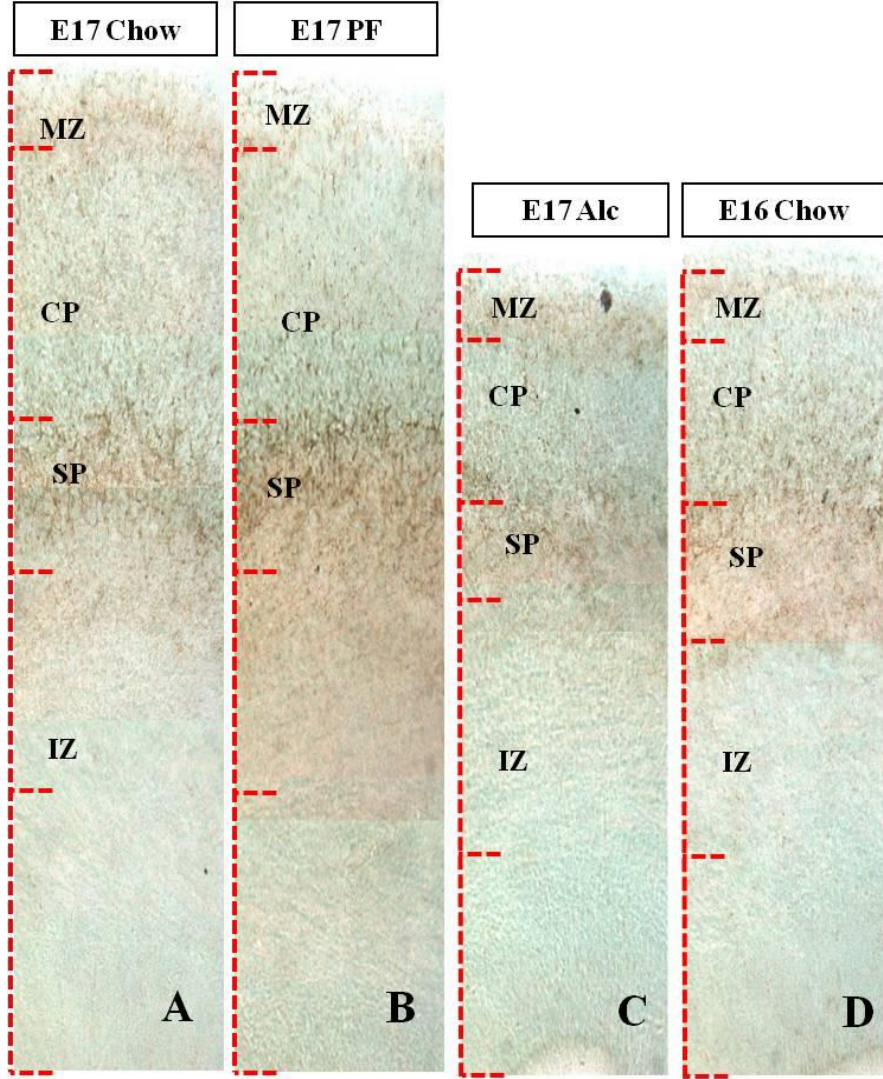 E17 Chow
E17 PF
E17 Alc
E16 Chow
MZ
CP
SP
IZ
A
MZ
CP
SP
B
MZ
CP
SP
IZ
C
MZ
CP
SP
IZ
D